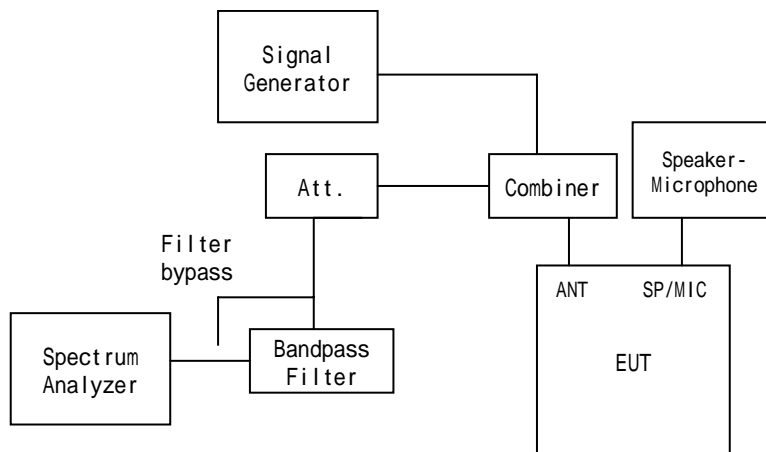 Signal
Generator
Att.
Combiner
Speaker-
Microphone
Filter
bypass
ANT
SP/MIC
Spectrum
Analyzer
Bandpass
Filter
EUT